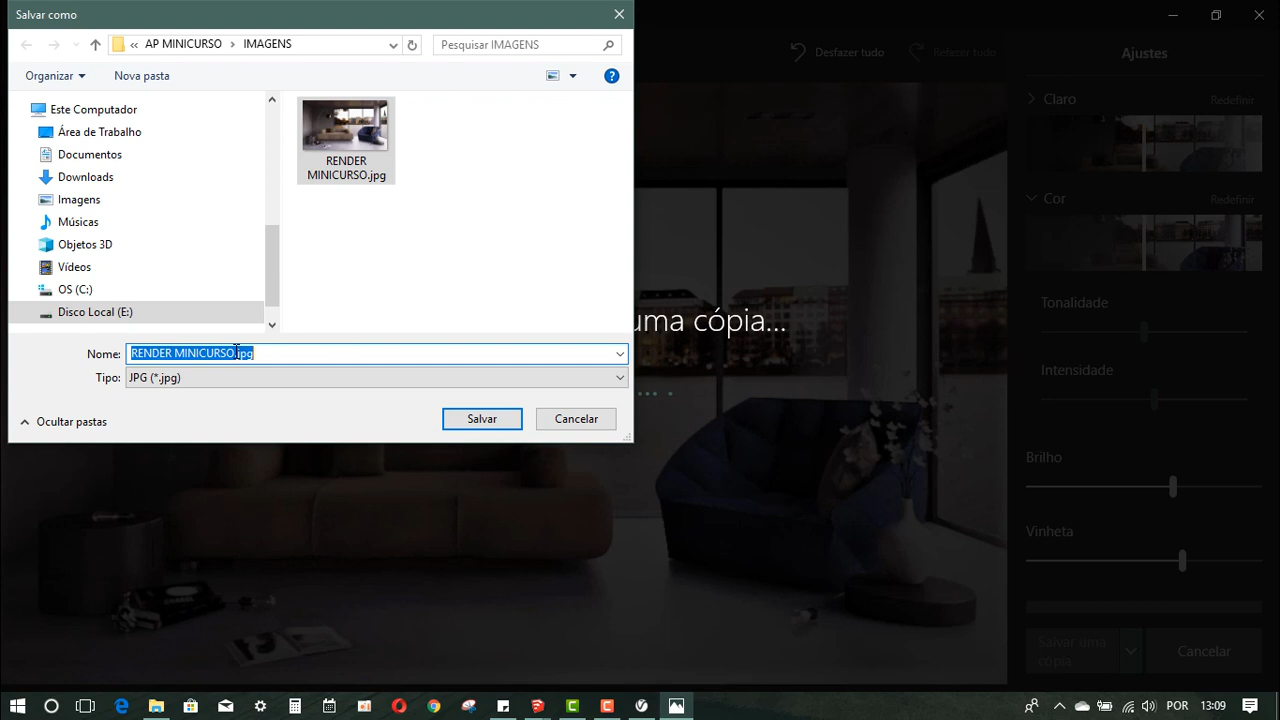 Salvar como
« AP MINICURSO > IMAGENS
Pesquisar IMAGENS
Organizar
Nova pasta
Este Computador
Área de Trabalho
Documentos
Downloads
Imagens
Músicas
Objetos 3D
Vídeos
OS (C:)
Disco Local (E:)
RENDER
MINICURSO.jpg
Nome: RENDER MINICURSO.jpg
Tipo: JPG (*.jpg)
Ocultar pastas
Salvar
Cancelar
Desfazer tudo
Refazer tudo
uma cópia...
Ajustes
Claro
Redefinir
Cor
Redefinir
Tonalidade
Intensidade
Brilho
Vinheta
Salvar uma
cópia
Cancelar
CHANEL
POR
13:09